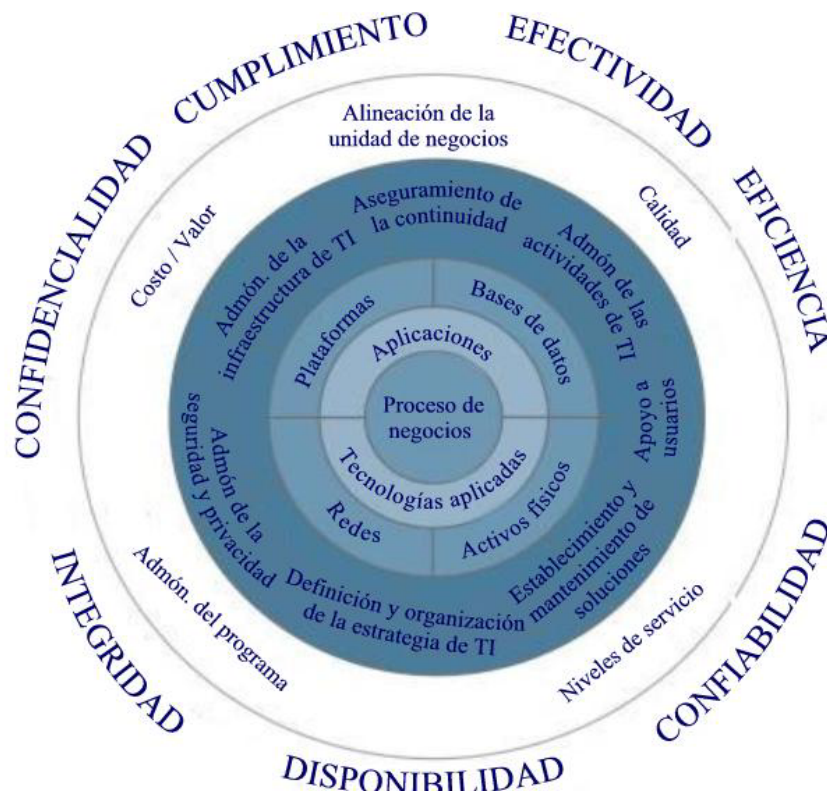 CUMPLIMIENTO
EFECTIVIDAD
EFICIENCIA
CONFIABILIDAD
DISPONIBILIDAD
INTEGRIDAD
CONFIDENCIALIDAD
Alineación de la
unidad de negocios
Calidad
Niveles de servicio
Admón. del programa
Costo / Valor
Aseguramiento de
la continuidad
Admón de las
actividades de TI
Apoyo a
usuarios
Establecimiento y
mantenimiento de
soluciones
Definición y organización
de la estrategia de TI
Admón de la
seguridad y privacidad
Admón. de la
infraestructura de TI
Plataformas
Bases de datos
Activos físicos
Redes
Aplicaciones
Tecnologías aplicadas
Proceso de
negocios